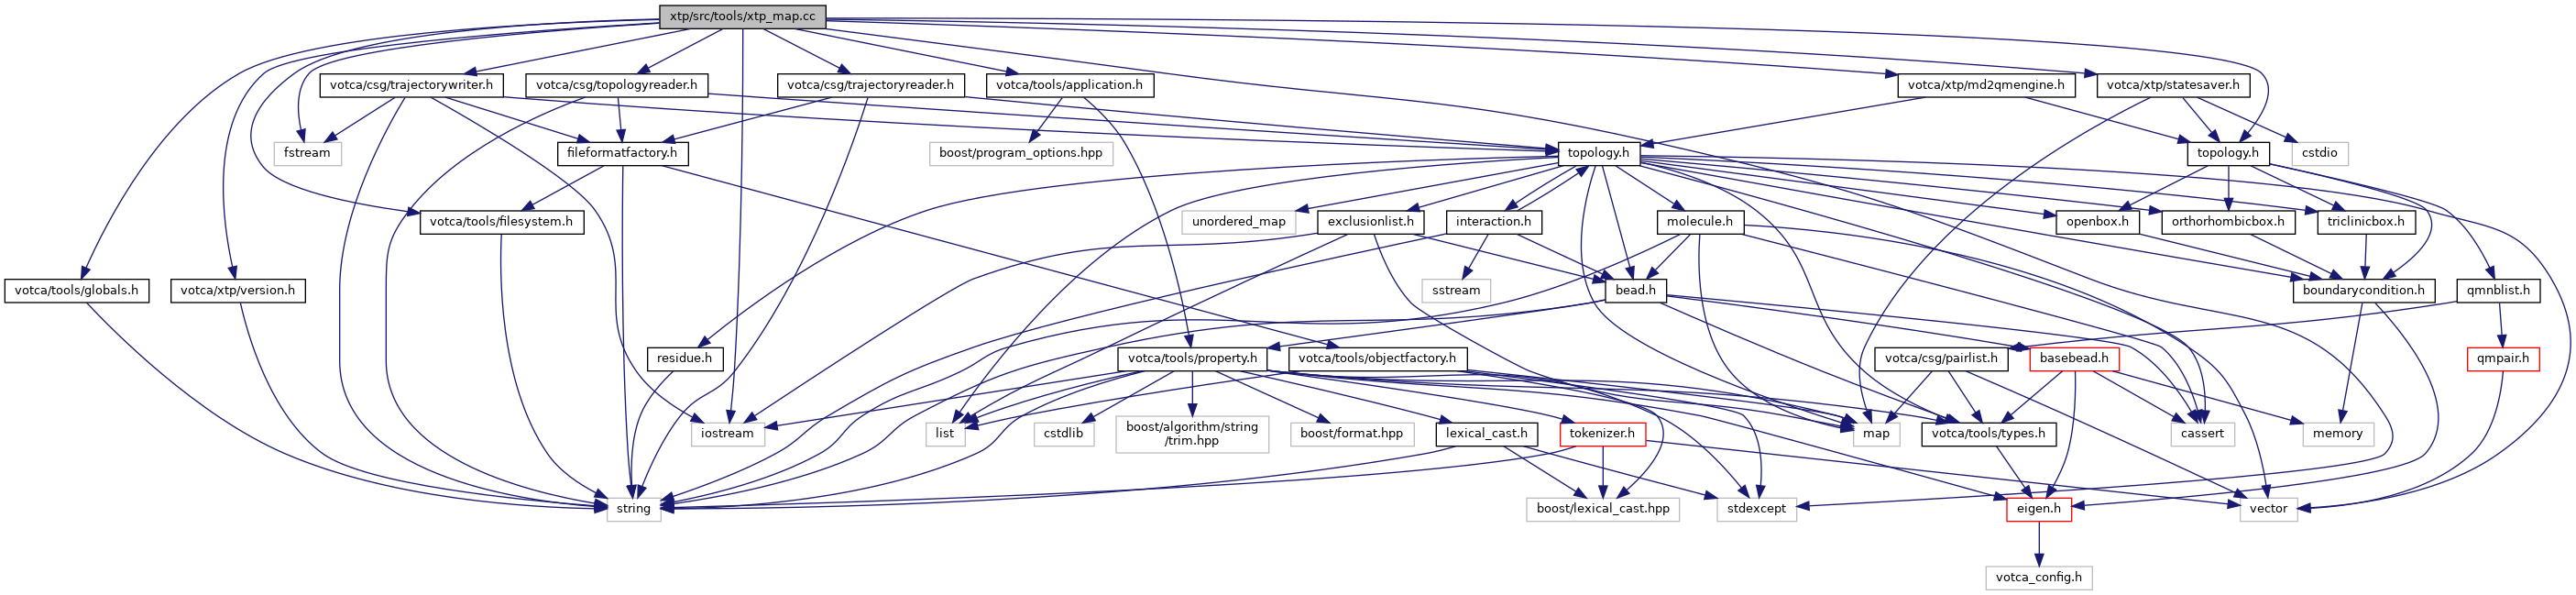 xtp/src/tools/xtp_map.cc
votca/csg/trajectorywriter.h
votca/csg/topologyreader.h
votca/csg/trajectoryreader.h
votca/tools/application.h
votca/xtp/md2qmengine.h
votca/xtp/statesaver.h
fstream
fileformatfactory.h
boost/program_options.hpp
topology.h
topology.h
cstdio
votca/tools/filesystem.h
unordered_map
exclusionlist.h
interaction.h
molecule.h
openbox.h
orthorhombicbox.h
triclinicbox.h
votca/tools/globals.h
votca/xtp/version.h
sstream
bead.h
boundarycondition.h
qmnblist.h
residue.h
votca/tools/property.h
votca/tools/objectfactory.h
votca/csg/pairlist.h
basebead.h
qmpair.h
iostream
list
cstdlib
boost/algorithm/string
/trim.hpp
boost/format.hpp
lexical_cast.h
tokenizer.h
map
votca/tools/types.h
cassert
memory
string
boost/lexical_cast.hpp
stdexcept
eigen.h
vector
votca_config.h